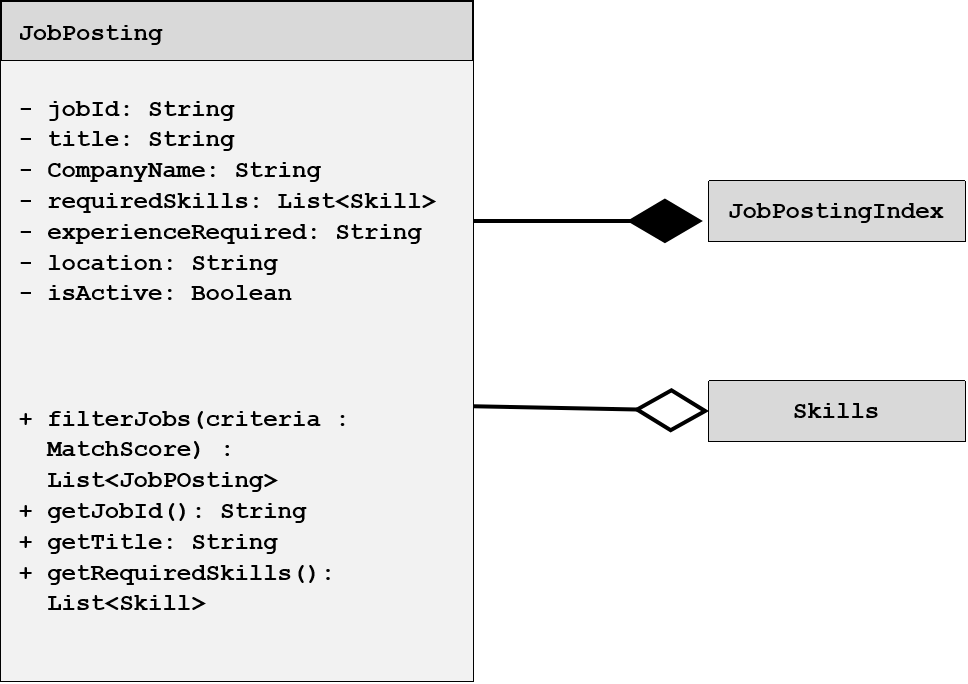 JobPosting
- jobId: String
- title: String
- CompanyName: String
- requiredSkills: List<Skill>
- experienceRequired: String
- location: String
- isActive: Boolean
+ filterJobs(criteria :
MatchScore) :
List<JobPOsting>
+ getJobId(): String
+ getTitle: String
+ getRequiredSkills():
List<Skill>
JobPostingIndex
Skills